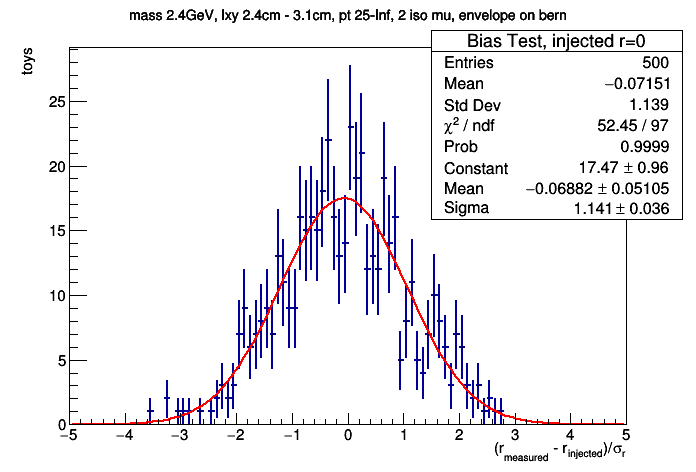 mass 2.4GeV, lxy 2.4cm - 3.1cm, pt 25-Inf, 2 iso mu, envelope on bern
toys
Bias Test, injected r=0
Entries 500
Mean −0.07151
Std Dev 1.139
χ² / ndf 52.45 / 97
Prob 0.9999
Constant 17.47 ± 0.96
Mean −0.06882 ± 0.05105
Sigma 1.141 ± 0.036
25
20
15
10
5
0
−5 −4 −3 −2 −1 0 1 2 3 4 5
(r_measured - r_injected)/σ_r